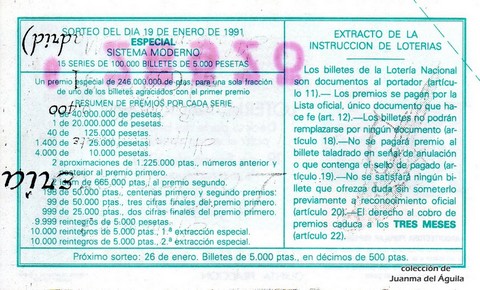 SORTEO DEL DIA 19 DE ENERO DE 1991
ESPECIAL
SISTEMA MODERNO
15 SERIES DE 100.000 BILLETES DE 5.000 PESETAS
Un premio especial de 246.000.000 de ptas. para una sola fracción
de uno de los billetes agraciados con el primer premio
RESUMEN DE PREMIOS POR CADA SERIE
de 40.000.000 de pesetas.
1 de 20.000.000 de pesetas.
40 de 125.000 pesetas.
1.400 de 25.000 pesetas.
4.000 de 10.000 pesetas.
2 aproximaciones de 1.225.000 ptas., números anterior y
posterior al primero primero.
de 665.000 ptas., al premio segundo.
198 de 50.000 ptas., centenas primero y segundo premios:
99 de 50.000 ptas., tres cifras finales del premio primero.
999 de 25.000 ptas., dos cifras finales del premio primero.
9.999 reintegros de 5.000 pesetas.
10.000 reintegros de 5.000 ptas., 1.ª extracción especial.
10.000 reintegros de 5.000 ptas., 2.ª extracción especial.
EXTRACTO DE LA
INSTRUCCION DE LOTERIAS
Los billetes de la Lotería Nacional
son documentos al portador (artícu-
lo 11).— Los premios se pagan por la
Lista oficial, único documento que ha-
ce fe (art. 12).—Los billetes no podrán
reemplazarse por ningún documento (ar-
tículo 18).—No se pagará premio al
billete taladrado en señal de anulación
o que contenga el sello de pagado (ar-
tículo 19).—No se satisfará ningún bi-
llete que ofrezca duda sin someterlo
previamente a reconocimiento oficial
(artículo 20).—El derecho al cobro de
premios caduca a los TRES MESES
(artículo 22).
Próximo sorteo: 26 de enero. Billetes de 5.000 ptas., en décimos de 500 ptas.
colección de
Juanma del Águila